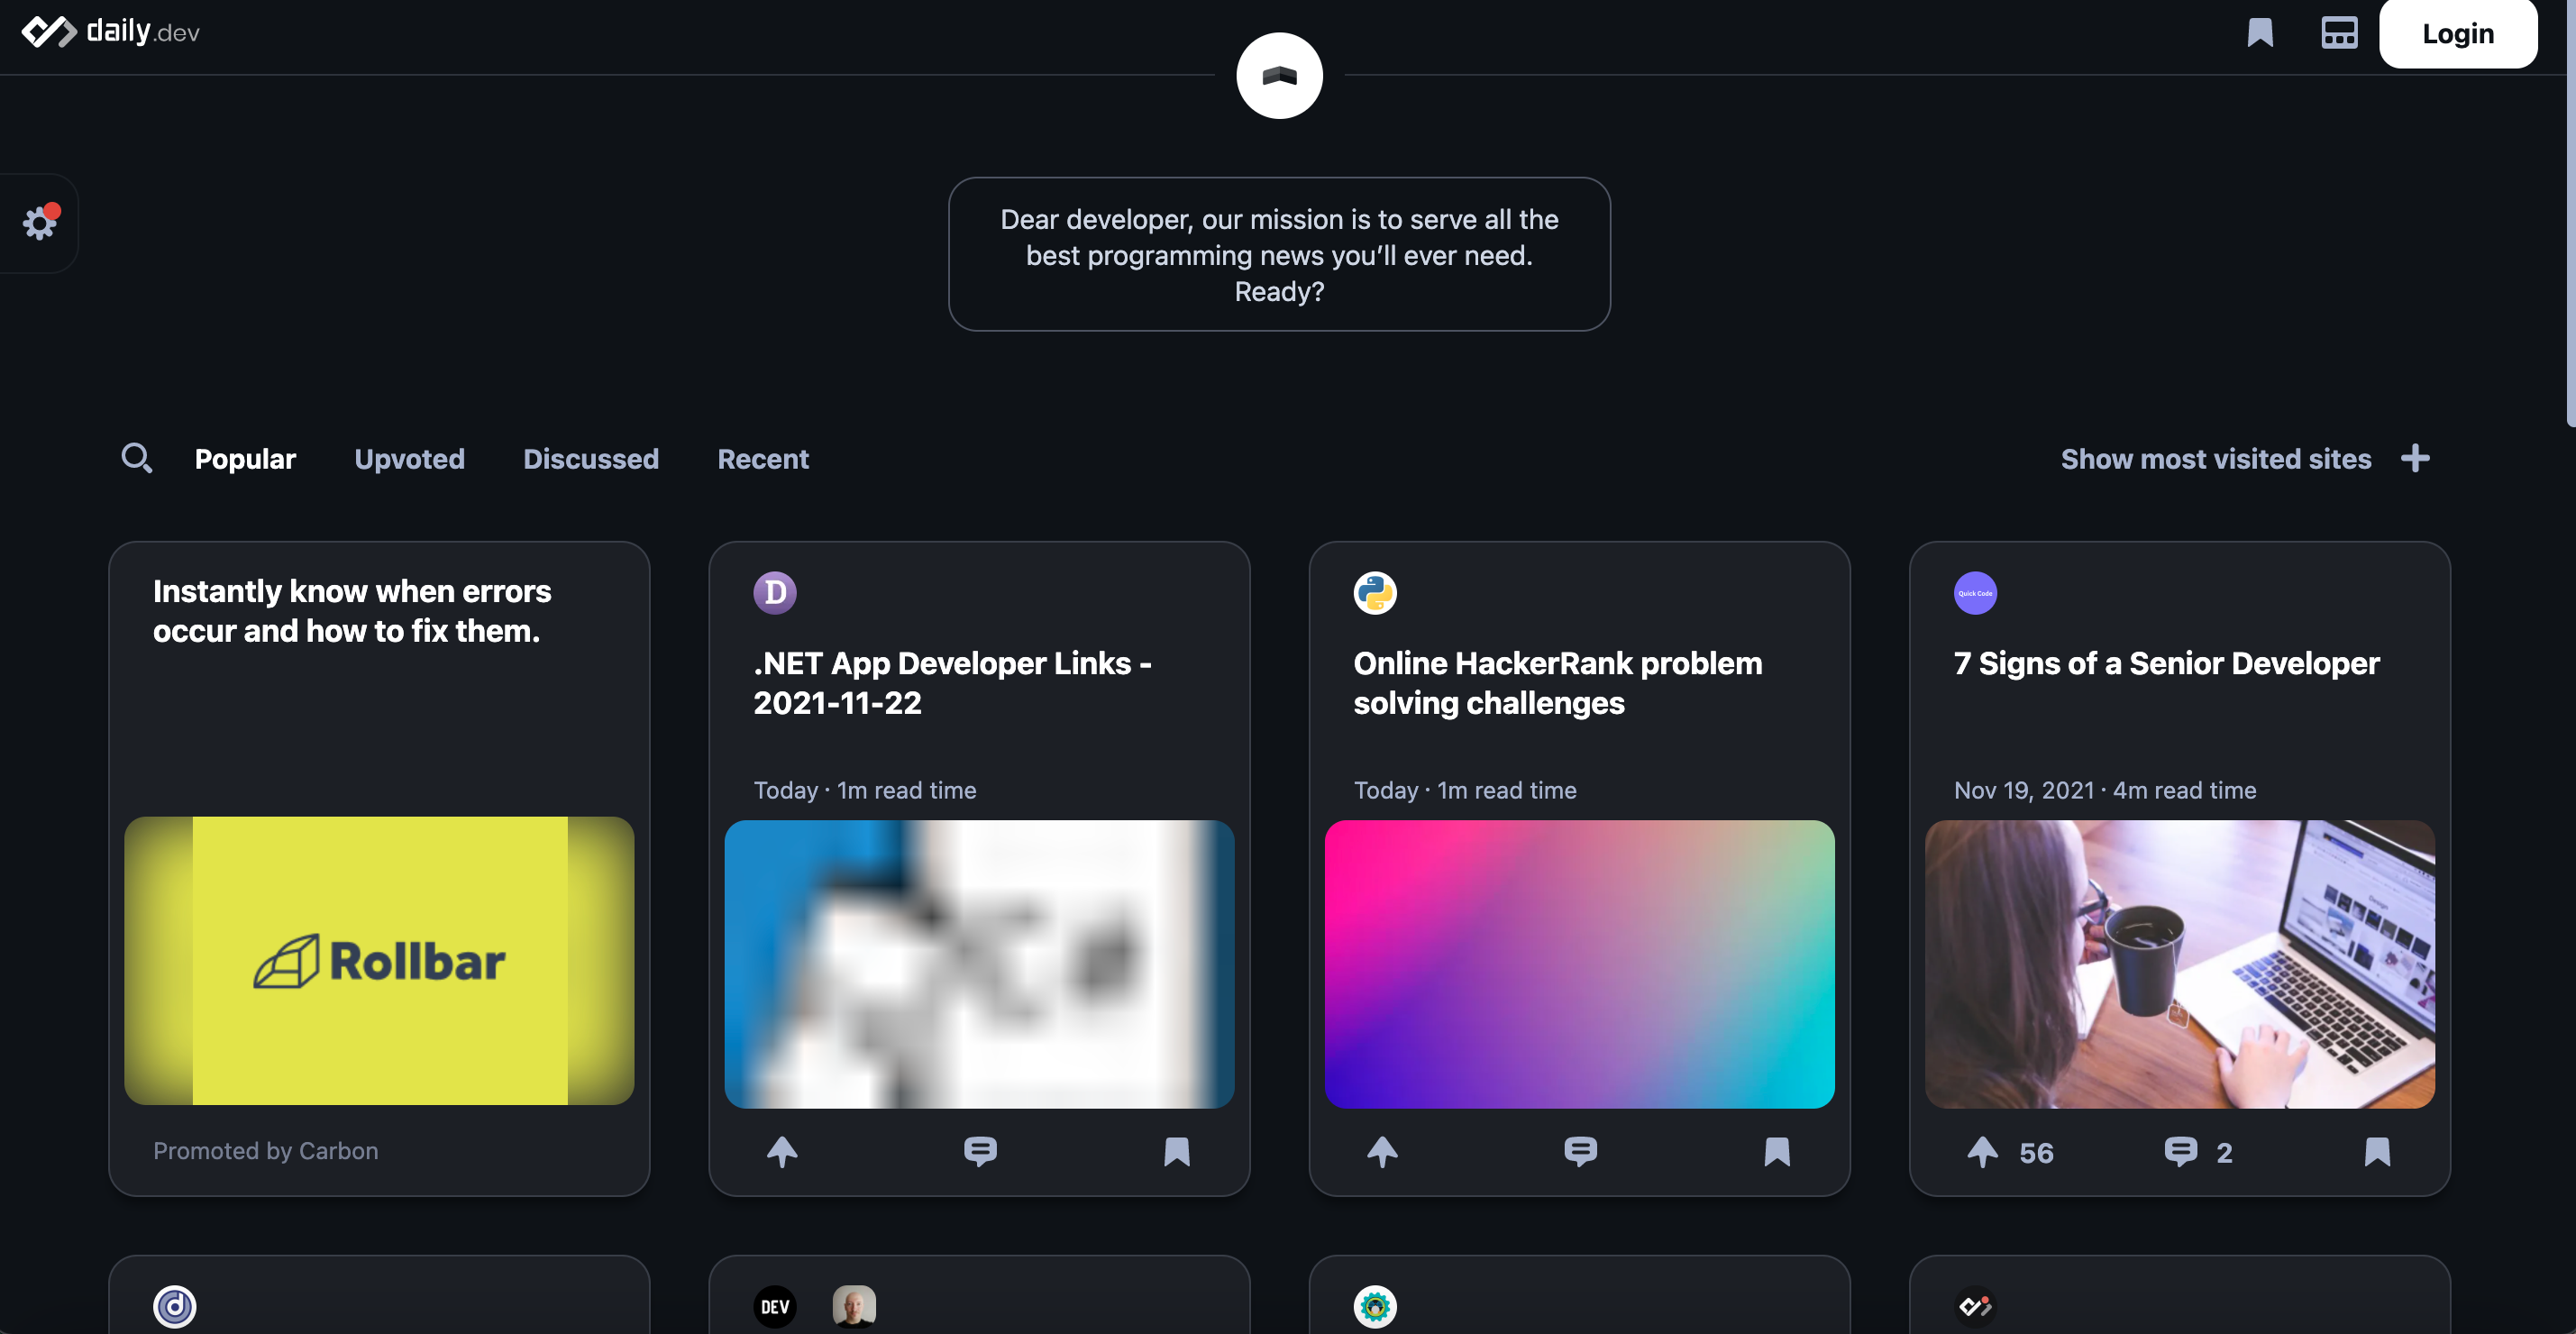 daily.dev
Login
Dear developer, our mission is to serve all the
best programming news you’ll ever need.
Ready?
Popular
Upvoted
Discussed
Recent
Show most visited sites
Instantly know when errors
occur and how to fix them.
Rollbar
Promoted by Carbon
D
.NET App Developer Links -
2021-11-22
Today · 1m read time
Online HackerRank problem
solving challenges
Today · 1m read time
Quick Code
7 Signs of a Senior Developer
Nov 19, 2021 · 4m read time
56
2
d
DEV